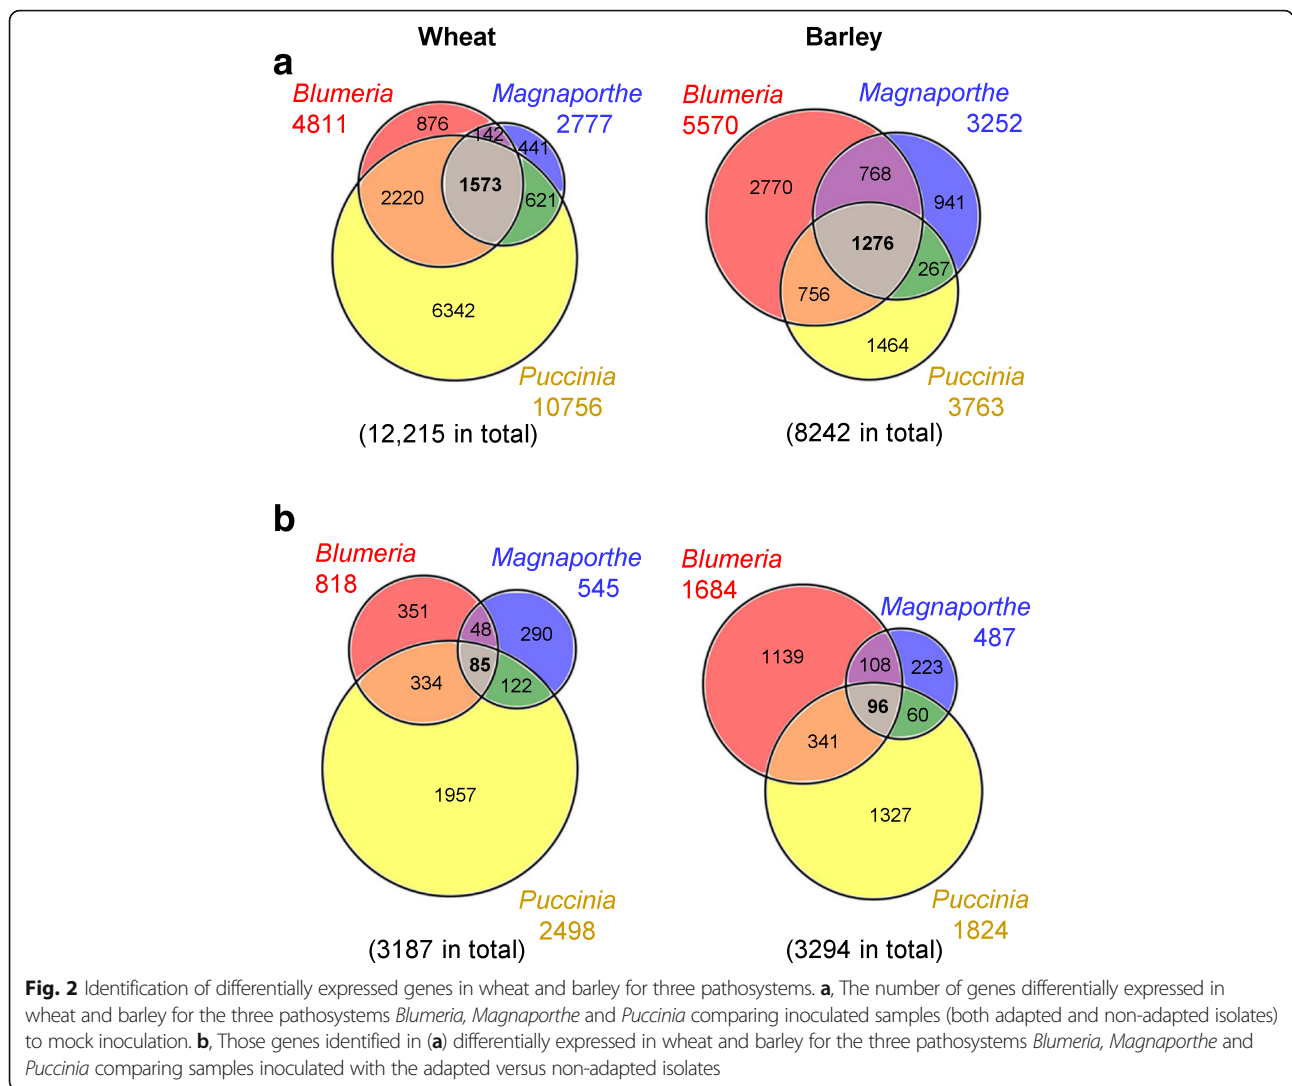 Wheat
Barley
a
Blumeria
4811
Magnaporthe
2777
876
142
441
2220
1573
621
6342
Puccinia
10756
(12,215 in total)
Blumeria
5570
Magnaporthe
3252
2770
768
941
1276
267
756
1464
Puccinia
3763
(8242 in total)
b
Blumeria
818
Magnaporthe
545
351
48
290
85
334
122
1957
Puccinia
2498
(3187 in total)
Blumeria
1684
Magnaporthe
487
1139
108
223
96
60
341
1327
Puccinia
1824
(3294 in total)
Fig. 2 Identification of differentially expressed genes in wheat and barley for three pathosystems. a, The number of genes differentially expressed in
wheat and barley for the three pathosystems Blumeria, Magnaporthe and Puccinia comparing inoculated samples (both adapted and non-adapted isolates)
to mock inoculation. b, Those genes identified in (a) differentially expressed in wheat and barley for the three pathosystems Blumeria, Magnaporthe and
Puccinia comparing samples inoculated with the adapted versus non-adapted isolates